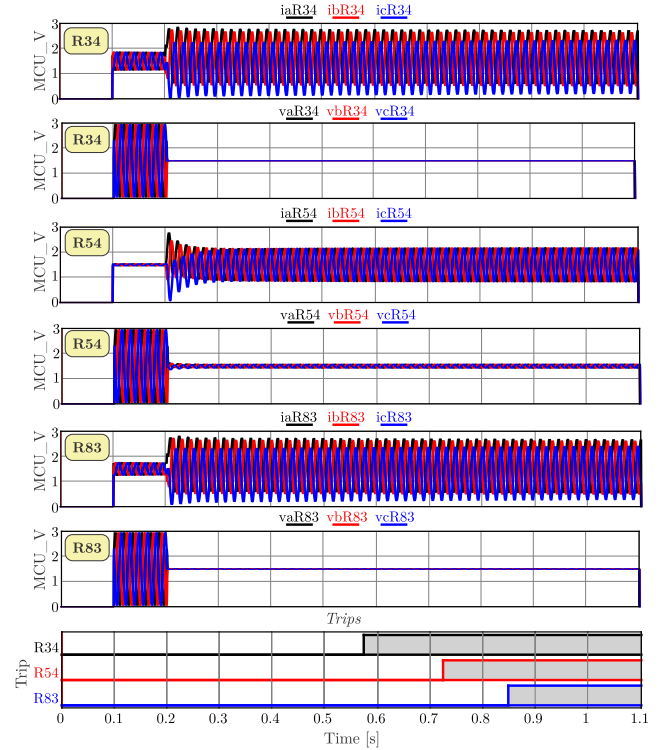 iaR34 ibR34 icR34
MCU_V
3
2
1
0
R34
vaR34 vbR34 vcR34
MCU_V
3
2
1
0
R34
iaR54 ibR54 icR54
MCU_V
3
2
1
0
R54
vaR54 vbR54 vcR54
MCU_V
3
2
1
0
R54
iaR83 ibR83 icR83
MCU_V
3
2
1
0
R83
vaR83 vbR83 vcR83
MCU_V
3
2
1
0
R83
Trips
Trip
R34
R54
R83
0 0.1 0.2 0.3 0.4 0.5 0.6 0.7 0.8 0.9 1 1.1
Time [s]